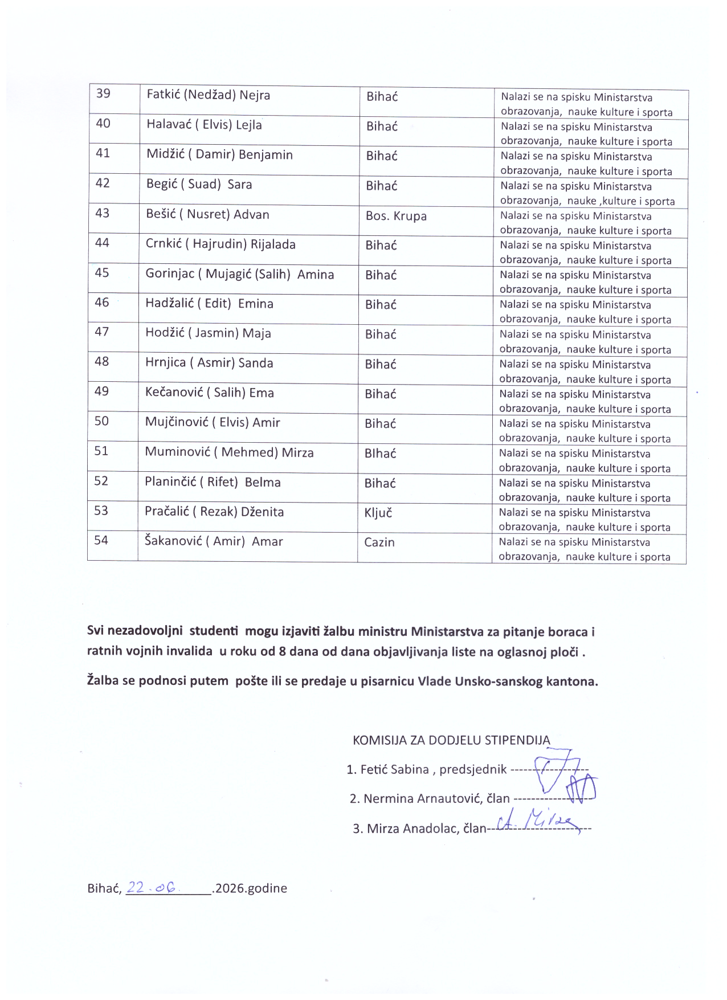 39 Fatkić (Nedžad) Nejra Bihać Nalazi se na spisku Ministarstva
obrazovanja, nauke kulture i sporta
40 Halavać ( Elvis) Lejla Bihać Nalazi se na spisku Ministarstva
obrazovanja, nauke kulture i sporta
41 Midžić ( Damir) Benjamin Bihać Nalazi se na spisku Ministarstva
obrazovanja, nauke kulture i sporta
42 Begić ( Suad) Sara Bihać Nalazi se na spisku Ministarstva
obrazovanja, nauke ,kulture i sporta
43 Bešić ( Nusret) Advan Bos. Krupa Nalazi se na spisku Ministarstva
obrazovanja, nauke kulture i sporta
44 Crnkić ( Hajrudin) Rijalada Bihać Nalazi se na spisku Ministarstva
obrazovanja, nauke kulture i sporta
45 Gorinjac ( Mujagić (Salih) Amina Bihać Nalazi se na spisku Ministarstva
obrazovanja, nauke kulture i sporta
46 Hadžalić ( Edit) Emina Bihać Nalazi se na spisku Ministarstva
obrazovanja, nauke kulture i sporta
47 Hodžić ( Jasmin) Maja Bihać Nalazi se na spisku Ministarstva
obrazovanja, nauke kulture i sporta
48 Hrnjica ( Asmir) Sanda Bihać Nalazi se na spisku Ministarstva
obrazovanja, nauke kulture i sporta
49 Kečanović ( Salih) Ema Bihać Nalazi se na spisku Ministarstva
obrazovanja, nauke kulture i sporta
50 Mujčinović ( Elvis) Amir Bihać Nalazi se na spisku Ministarstva
obrazovanja, nauke kulture i sporta
51 Muminović ( Mehmed) Mirza BIhać Nalazi se na spisku Ministarstva
obrazovanja, nauke kulture i sporta
52 Planinčić ( Rifet) Belma Bihać Nalazi se na spisku Ministarstva
obrazovanja, nauke kulture i sporta
53 Pračalić ( Rezak) Dženita Ključ Nalazi se na spisku Ministarstva
obrazovanja, nauke kulture i sporta
54 Šakanović ( Amir) Amar Cazin Nalazi se na spisku Ministarstva
obrazovanja, nauke kulture i sporta
Svi nezadovoljni studenti mogu izjaviti žalbu ministru Ministarstva za pitanje boraca i
ratnih vojnih invalida u roku od 8 dana od dana objavljivanja liste na oglasnoj ploči .
Žalba se podnosi putem pošte ili se predaje u pisarnicu Vlade Unsko-sanskog kantona.
KOMISIJA ZA DODJELU STIPENDIJA
1. Fetić Sabina , predsjednik -------------------
2. Nermina Arnautović, član -------------------
3. Mirza Anadolac, član------------------------- A. Mirza
Bihać, 22.06. .2026.godine